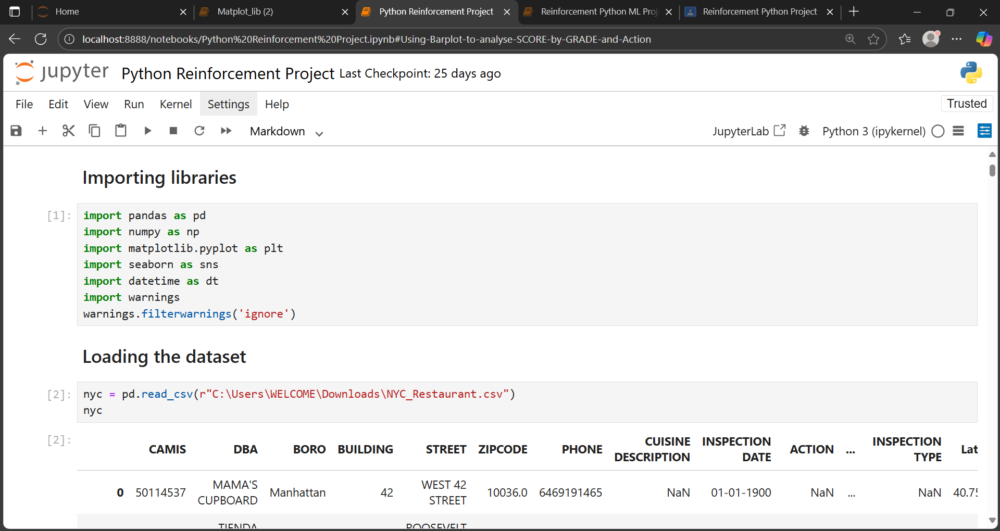 Home
Matplot_lib (2)
Python Reinforcement Project
Reinforcement Python ML Proj
Reinforcement Python Project
localhost:8888/notebooks/Python%20Reinforcement%20Project.ipynb#Using-Barplot-to-analyse-SCORE-by-GRADE-and-Action
jupyter Python Reinforcement Project Last Checkpoint: 25 days ago
File Edit View Run Kernel Settings Help
Trusted
Markdown
JupyterLab
Python 3 (ipykernel)
Importing libraries
[1]:
import pandas as pd
import numpy as np
import matplotlib.pyplot as plt
import seaborn as sns
import datetime as dt
import warnings
warnings.filterwarnings('ignore')
Loading the dataset
[2]:
nyc = pd.read_csv(r"C:\Users\WELCOME\Downloads\NYC_Restaurant.csv")
nyc
[2]:
CAMIS DBA BORO BUILDING STREET ZIPCODE PHONE CUISINE DESCRIPTION INSPECTION DATE ACTION ... INSPECTION TYPE Lat
0 50114537 MAMA'S CUPBOARD Manhattan 42 WEST 42 STREET 10036.0 6469191465 NaN 01-01-1900 NaN ... NaN 40.75
TIENDA ROOSEVELT